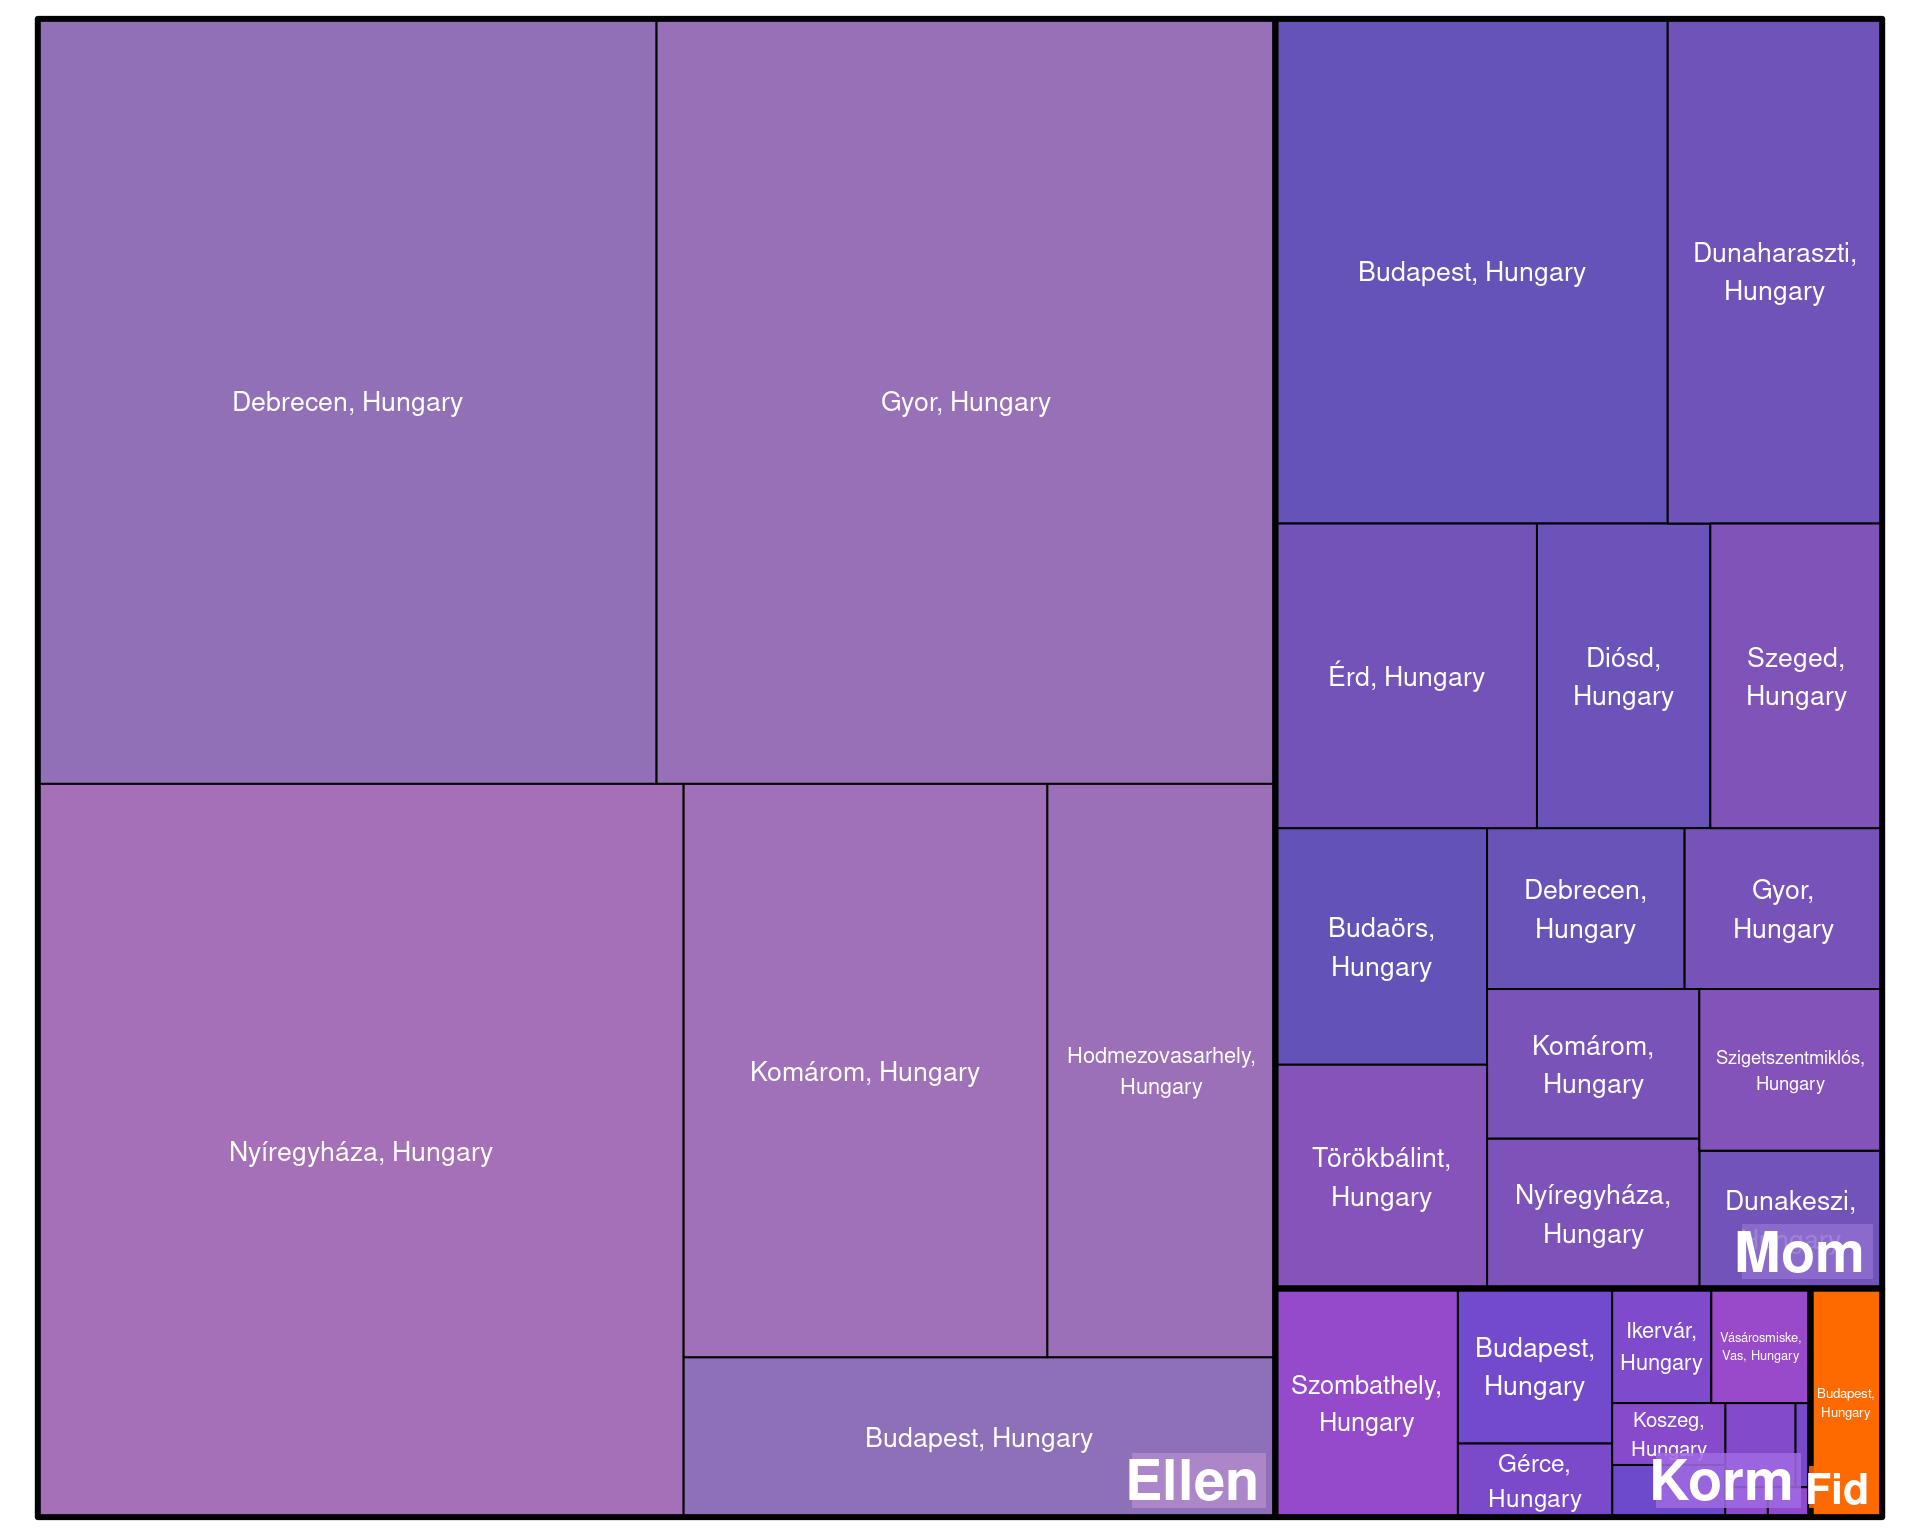 Debrecen, Hungary
Gyor, Hungary
Nyíregyháza, Hungary
Komárom, Hungary
Hodmezovasarhely,
Hungary
Budapest, Hungary
Ellen
Budapest, Hungary
Dunaharaszti,
Hungary
Érd, Hungary
Diósd,
Hungary
Szeged,
Hungary
Budaörs,
Hungary
Debrecen,
Hungary
Gyor,
Hungary
Komárom,
Hungary
Szigetszentmiklós,
Hungary
Törökbálint,
Hungary
Nyíregyháza,
Hungary
Dunakeszi,
Hungary
Mom
Szombathely,
Hungary
Budapest,
Hungary
Gérce,
Hungary
Ikervár,
Hungary
Vásárosmiske,
Vas, Hungary
Koszeg,
Hungary
Korm
Budapest,
Hungary
Fid